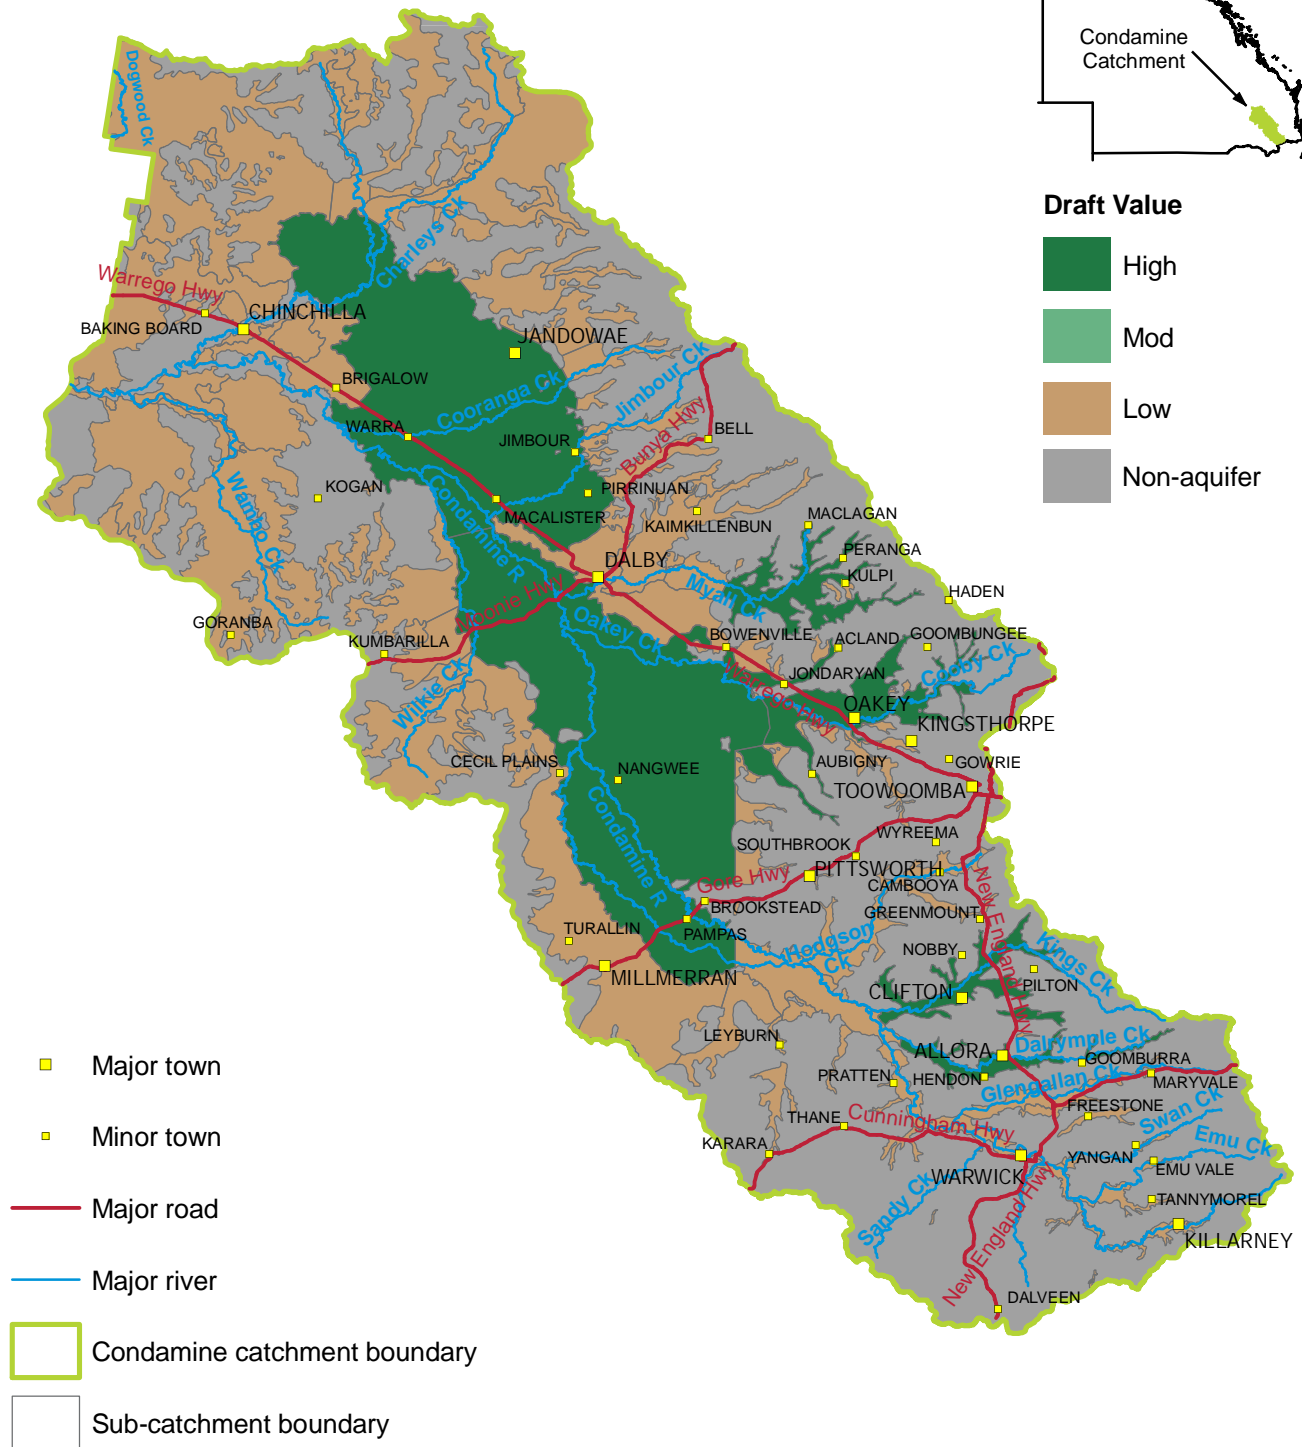 Condamine
Catchment
Draft Value
High
Mod
Low
Non-aquifer
Dogwood Ck
Charleys Ck
Warrego Hwy
CHINCHILLA
BAKING BOARD
JANDOWAE
BRIGALOW
Cooranga Ck
Jimbour Ck
WARRA
JIMBOUR
Bunya Hwy
BELL
KOGAN
Wambo Ck
Condamine R
PIRRINUAN
MACALISTER
KAIMKILLENBUN
MACLAGAN
PERANGA
KULPI
DALBY
Myall Ck
HADEN
Moonie Hwy
GORANBA
KUMBARILLA
Oakey Ck
BOWENVILLE
ACLAND
GOOMBUNGEE
Cooby Ck
JONDARYAN
Warrego Hwy
Wilkie Ck
OAKEY
KINGSTHORPE
CECIL PLAINS
NANGWEE
AUBIGNY
GOWRIE
TOOWOOMBA
Condamine R
SOUTHBROOK
WYREEMA
Gore Hwy
PITTSWORTH
CAMBOOYA
New England Hwy
BROOKSTEAD
GREENMOUNT
TURALLIN
PAMPAS
Hodgson
Ck
NOBBY
Kings Ck
MILLMERRAN
CLIFTON
PILTON
LEYBURN
ALLORA
Dalrymple Ck
GOOMBURRA
PRATTEN
HENDON
Glengallan Ck
MARYVALE
THANE
Cunningham Hwy
FREESTONE
Swan Ck
KARARA
Emu Ck
YANGAN
EMU VALE
WARWICK
Sandy Ck
TANNYMOREL
New England Hwy
KILLARNEY
DALVEEN
Major town
Minor town
Major road
Major river
Condamine catchment boundary
Sub-catchment boundary